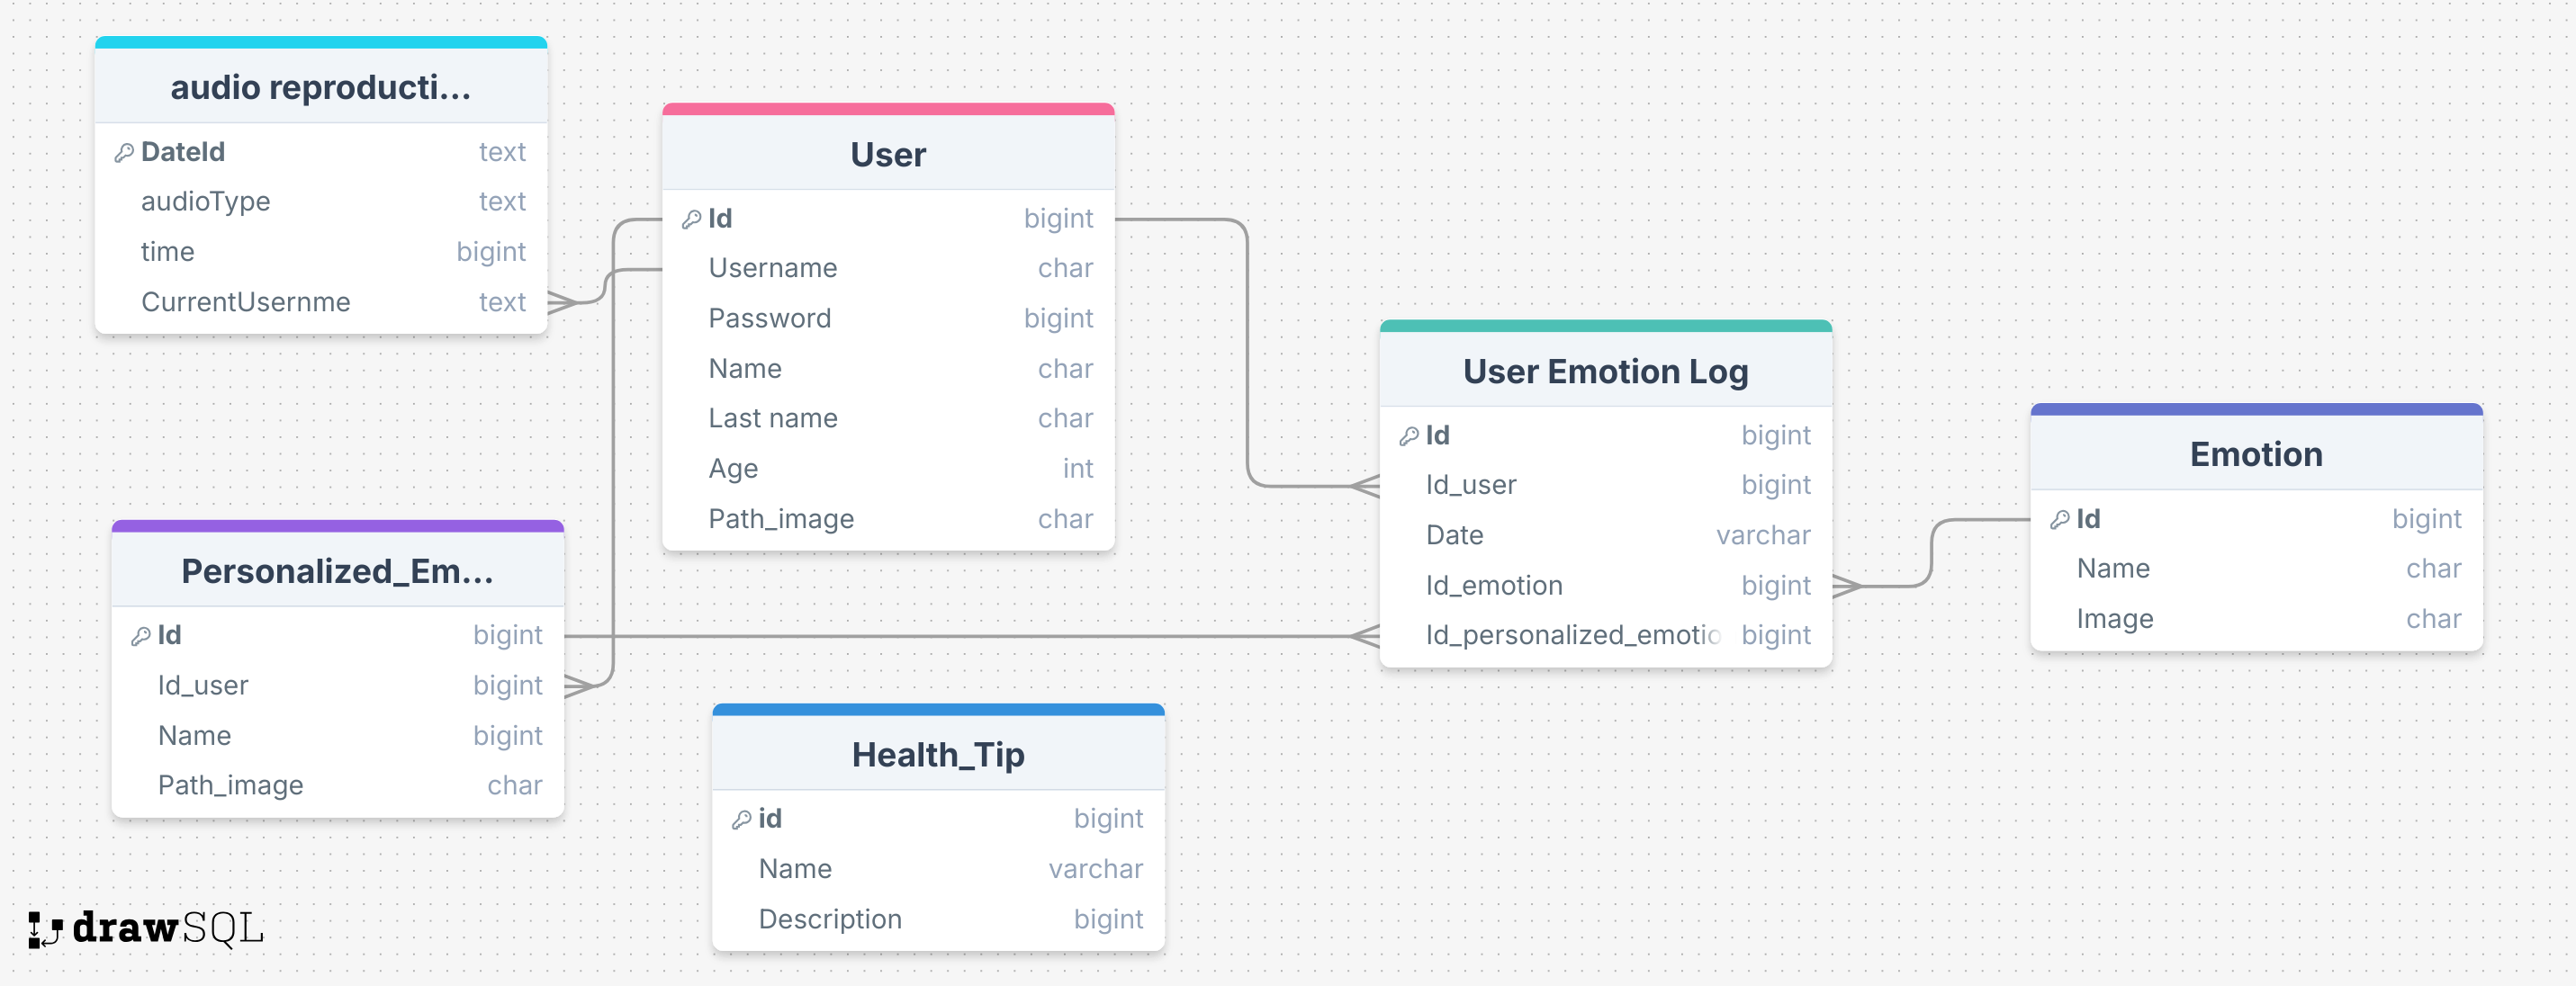 audio reproducti...
DateId text
audioType text
time bigint
CurrentUsernme text
User
Id bigint
Username char
Password bigint
Name char
Last name char
Age int
Path_image char
User Emotion Log
Id bigint
Id_user bigint
Date varchar
Id_emotion bigint
Id_personalized_emotio bigint
Emotion
Id bigint
Name char
Image char
Personalized_Em...
Id bigint
Id_user bigint
Name bigint
Path_image char
Health_Tip
id bigint
Name varchar
Description bigint
drawSQL